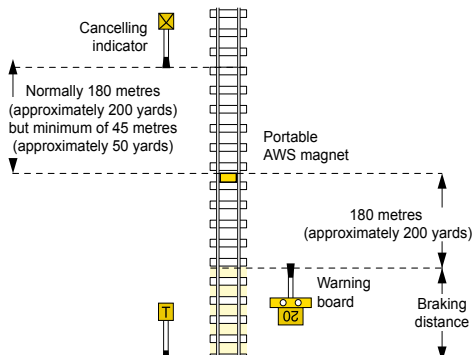 Cancelling
indicator
Normally 180 metres
(approximately 200 yards)
but minimum of 45 metres
(approximately 50 yards)
Portable
AWS magnet
180 metres
(approximately 200 yards)
Warning
board
20
Braking
distance
T